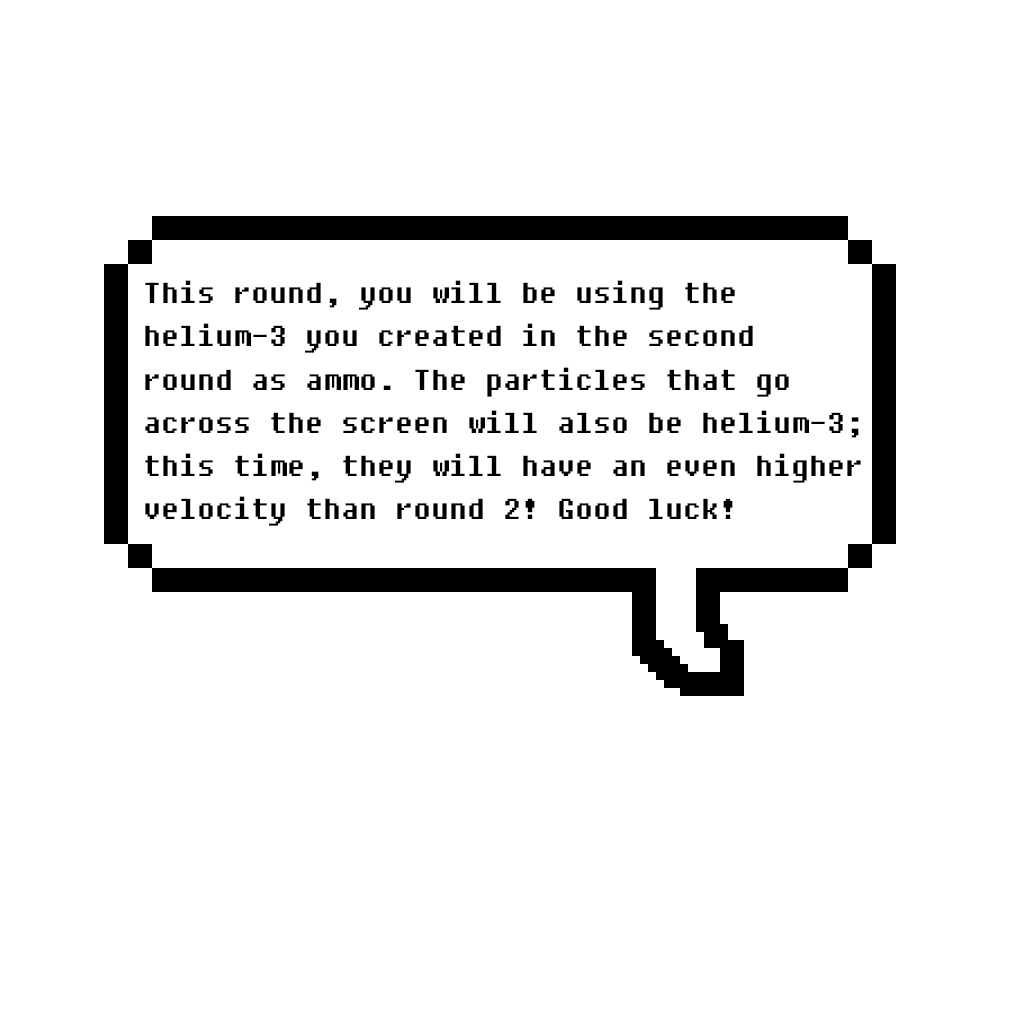 This round, you will be using the
helium-3 you created in the second
round as ammo. The particles that go
across the screen will also be helium-3;
this time, they will have an even higher
velocity than round 2! Good luck!